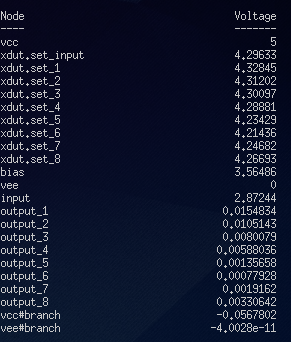 Node Voltage
---- -------
vcc 5
xdut.set_input 4.29633
xdut.set_1 4.32845
xdut.set_2 4.31202
xdut.set_3 4.30097
xdut.set_4 4.28881
xdut.set_5 4.23429
xdut.set_6 4.21436
xdut.set_7 4.24682
xdut.set_8 4.26693
bias 3.56486
vee 0
input 2.87244
output_1 0.0154834
output_2 0.0105143
output_3 0.0080079
output_4 0.00588036
output_5 0.00135658
output_6 0.00077928
output_7 0.0019162
output_8 0.00330642
vcc#branch -0.0567802
vee#branch -4.0028e-11